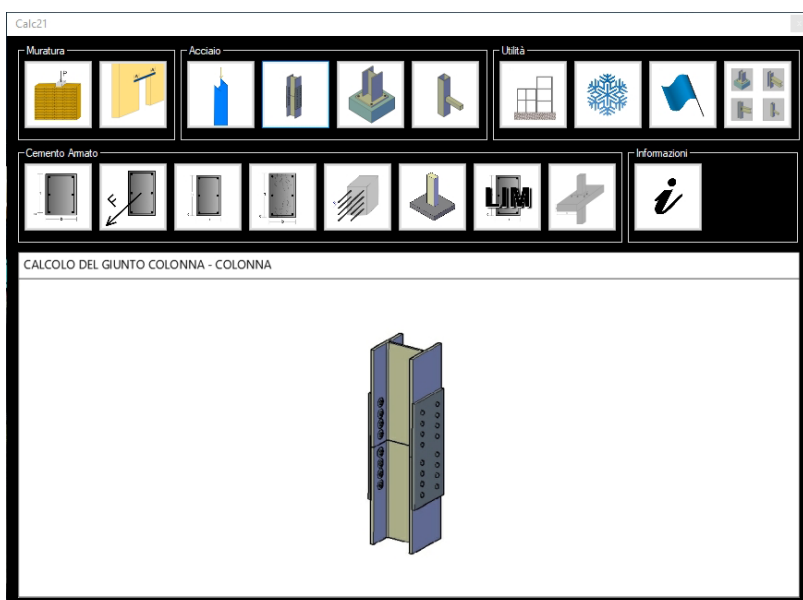 Calc21
Muratura
Acciaio
Utilità
P
Cemento Armato
Informazioni
F
LIM
i
CALCOLO DEL GIUNTO COLONNA - COLONNA